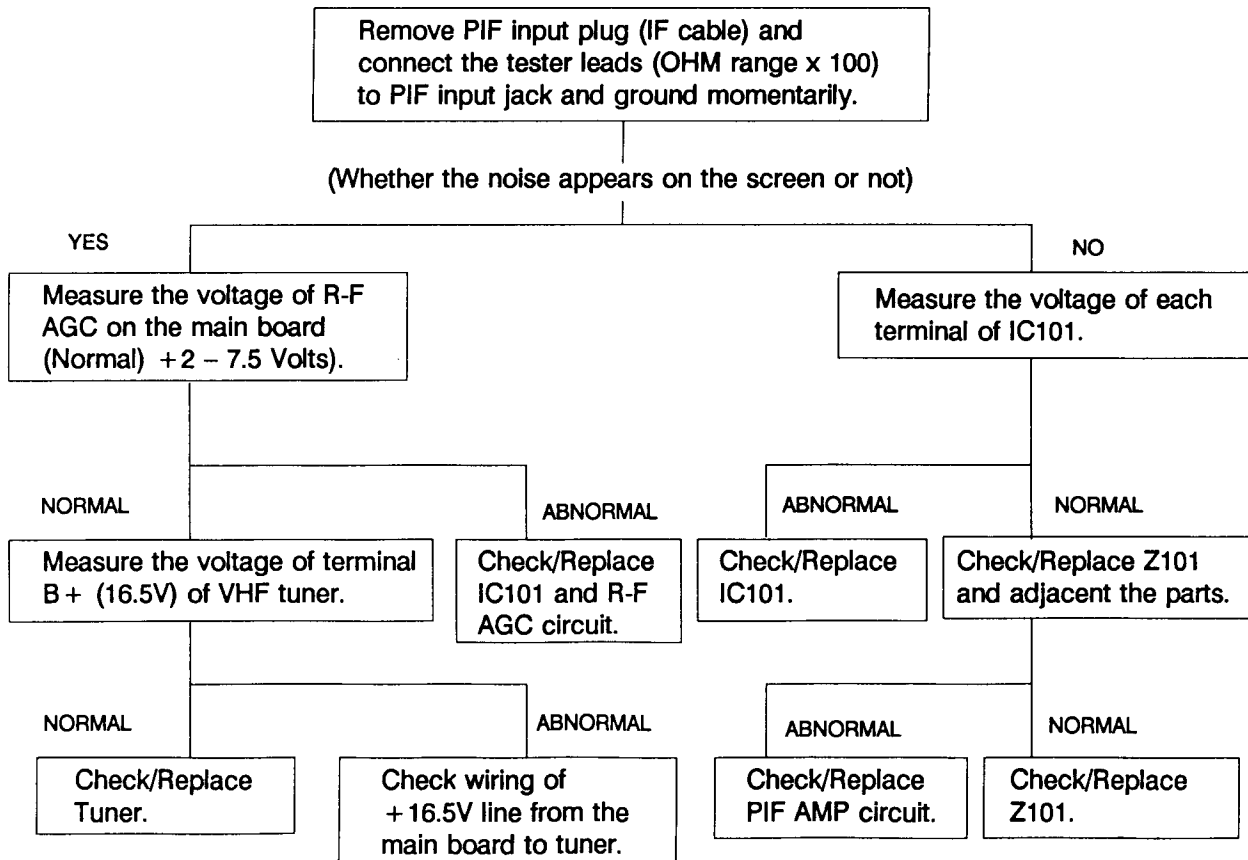 Remove PIF input plug (IF cable) and
connect the tester leads (OHM range x 100)
to PIF input jack and ground momentarily.
(Whether the noise appears on the screen or not)
YES
NO
Measure the voltage of R-F
AGC on the main board
(Normal) +2 – 7.5 Volts).
Measure the voltage of each
terminal of IC101.
NORMAL
ABNORMAL
ABNORMAL
NORMAL
Measure the voltage of terminal
B+ (16.5V) of VHF tuner.
Check/Replace
IC101 and R-F
AGC circuit.
Check/Replace
IC101.
Check/Replace Z101
and adjacent the parts.
NORMAL
ABNORMAL
ABNORMAL
NORMAL
Check/Replace
Tuner.
Check wiring of
+16.5V line from the
main board to tuner.
Check/Replace
PIF AMP circuit.
Check/Replace
Z101.